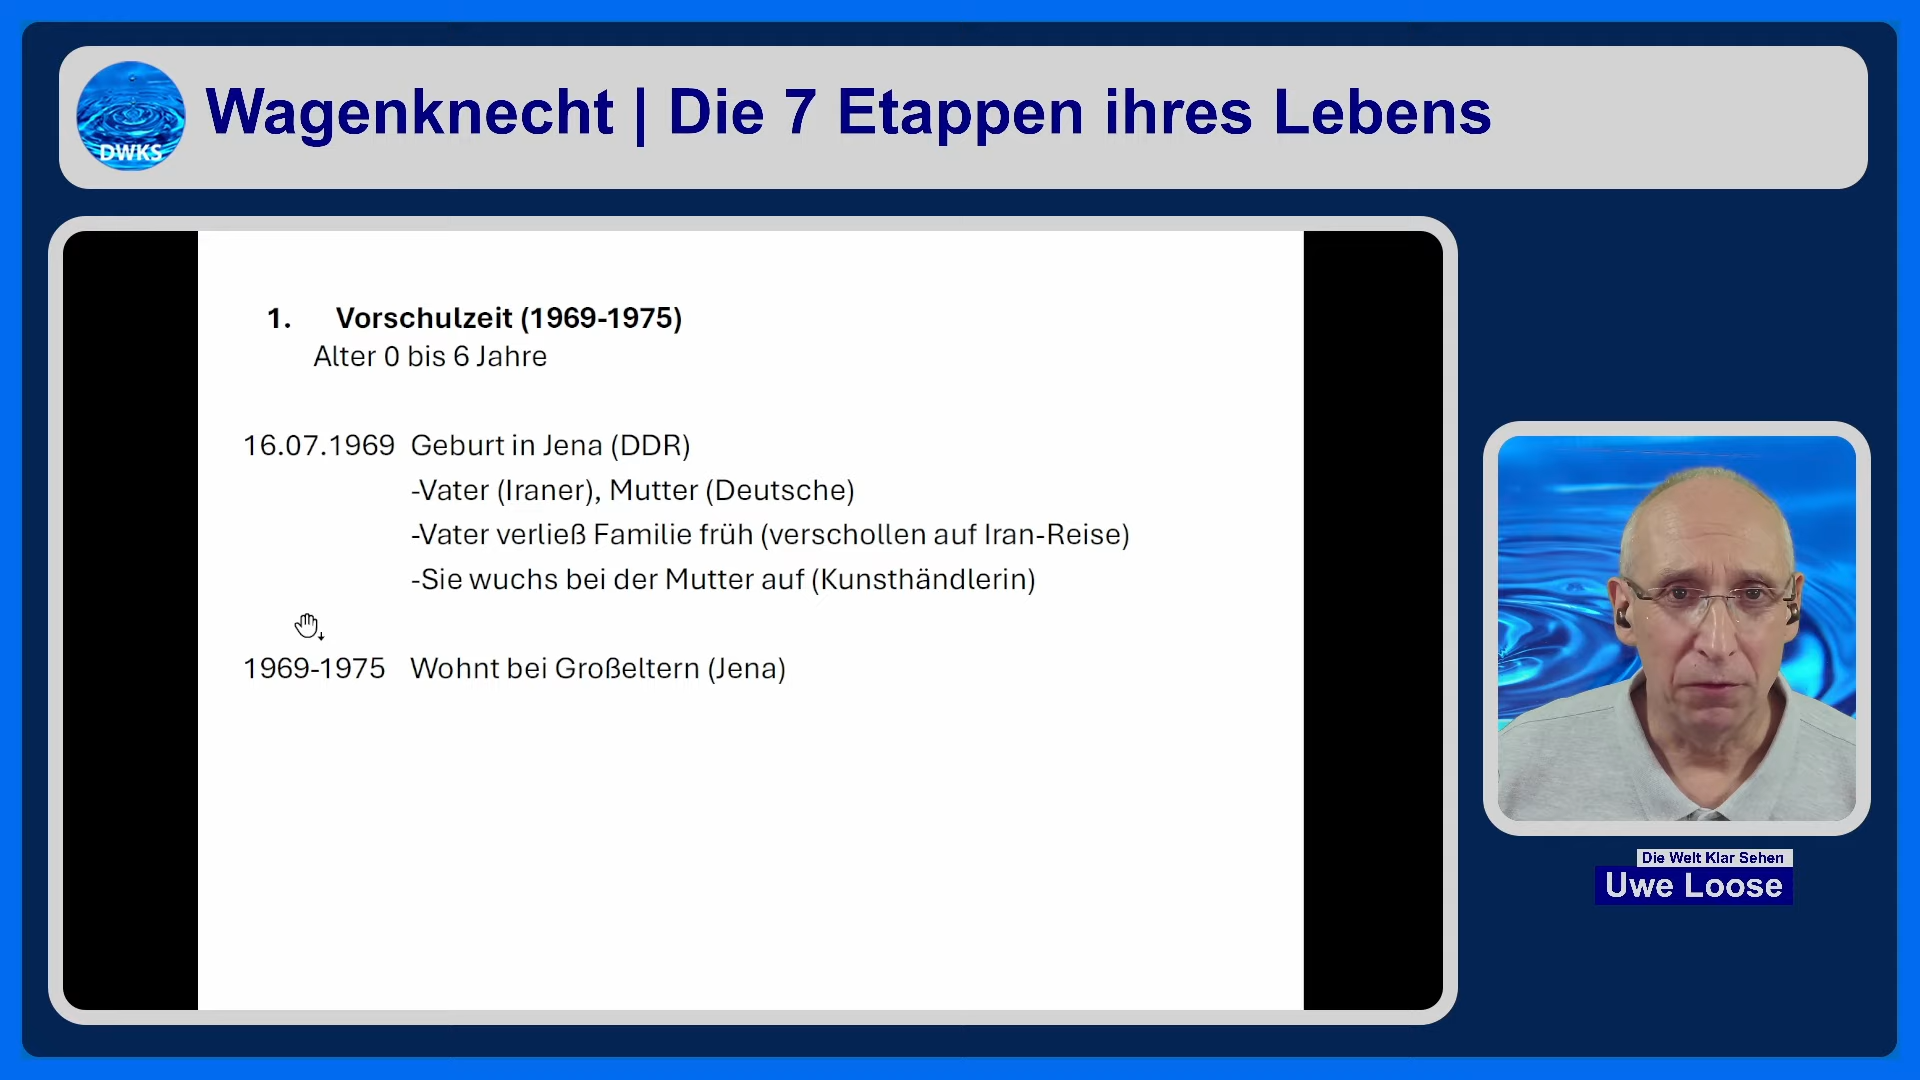 DWKS
Wagenknecht | Die 7 Etappen ihres Lebens
1. Vorschulzeit (1969-1975)
Alter 0 bis 6 Jahre
16.07.1969 Geburt in Jena (DDR)
-Vater (Iraner), Mutter (Deutsche)
-Vater verließ Familie früh (verschollen auf Iran-Reise)
-Sie wuchs bei der Mutter auf (Kunsthändlerin)
1969-1975 Wohnt bei Großeltern (Jena)
Die Welt Klar Sehen
Uwe Loose